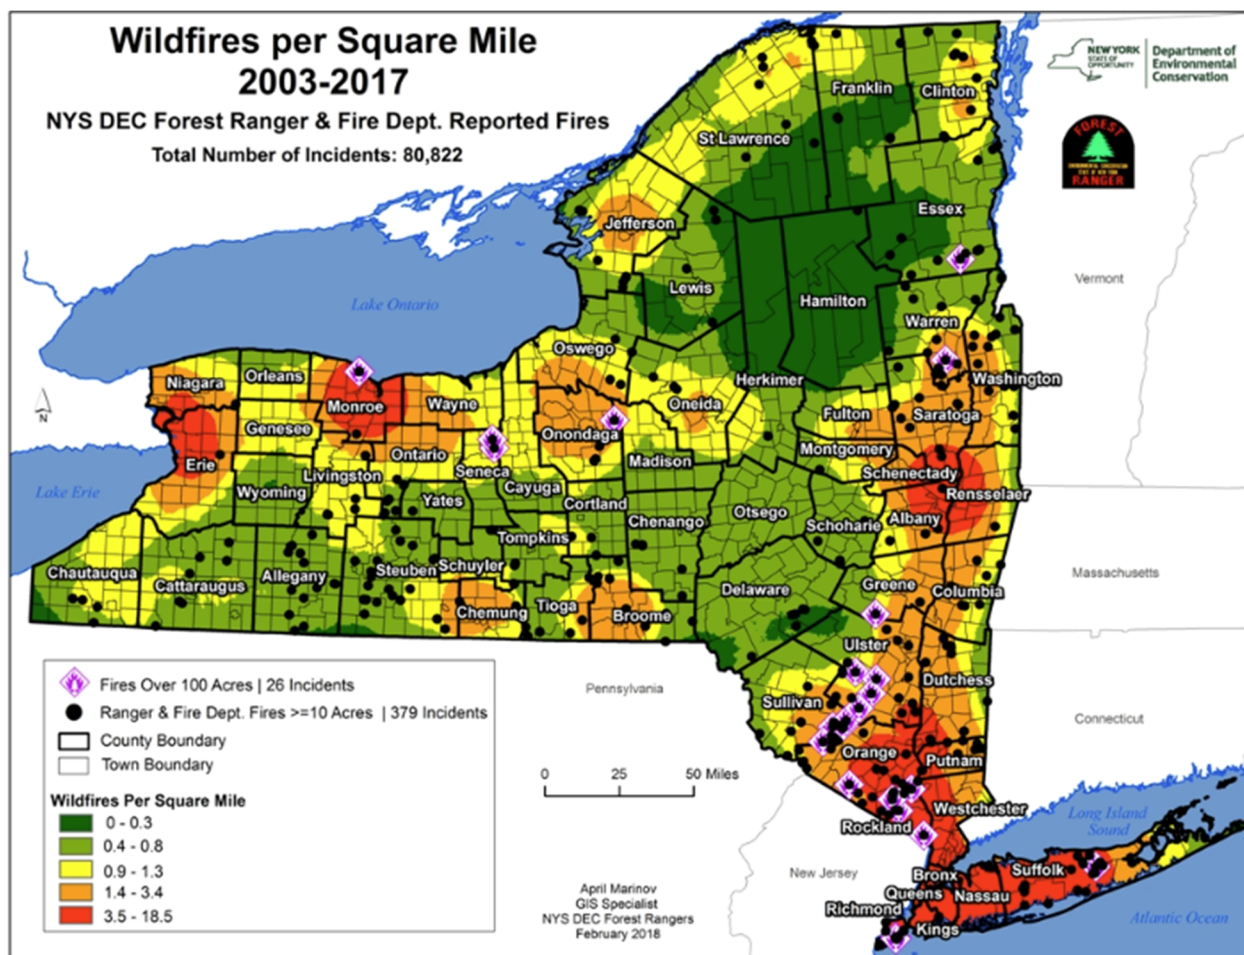 Wildfires per Square Mile
2003-2017
NYS DEC Forest Ranger & Fire Dept. Reported Fires
Total Number of Incidents: 80,822
NEW YORK
STATE OF
OPPORTUNITY
Department of
Environmental
Conservation
FOREST
RANGER
Franklin
Clinton
St Lawrence
Essex
Jefferson
Lewis
Hamilton
Vermont
Lake Ontario
Warren
Oswego
Herkimer
Washington
Niagara
Orleans
Monroe
Wayne
Oneida
Fulton
Saratoga
Genesee
Onondaga
Montgomery
Erie
Ontario
Seneca
Madison
Schenectady
Livingston
Wyoming
Yates
Cayuga
Cortland
Rensselaer
Lake Erie
Otsego
Chenango
Schoharie
Albany
Tompkins
Chautauqua
Cattaraugus
Allegany
Steuben
Schuyler
Massachusetts
Delaware
Greene
Columbia
Chemung
Tioga
Broome
Ulster
Dutchess
Pennsylvania
Sullivan
Connecticut
Orange
Putnam
Westchester
Rockland
Long Island
Sound
New Jersey
Bronx
Suffolk
Queens
Nassau
Richmond
Kings
Atlantic Ocean
N
Fires Over 100 Acres | 26 Incidents
Ranger & Fire Dept. Fires >=10 Acres | 379 Incidents
County Boundary
Town Boundary
Wildfires Per Square Mile
0 - 0.3
0.4 - 0.8
0.9 - 1.3
1.4 - 3.4
3.5 - 18.5
0 25 50 Miles
April Marinov
GIS Specialist
NYS DEC Forest Rangers
February 2018